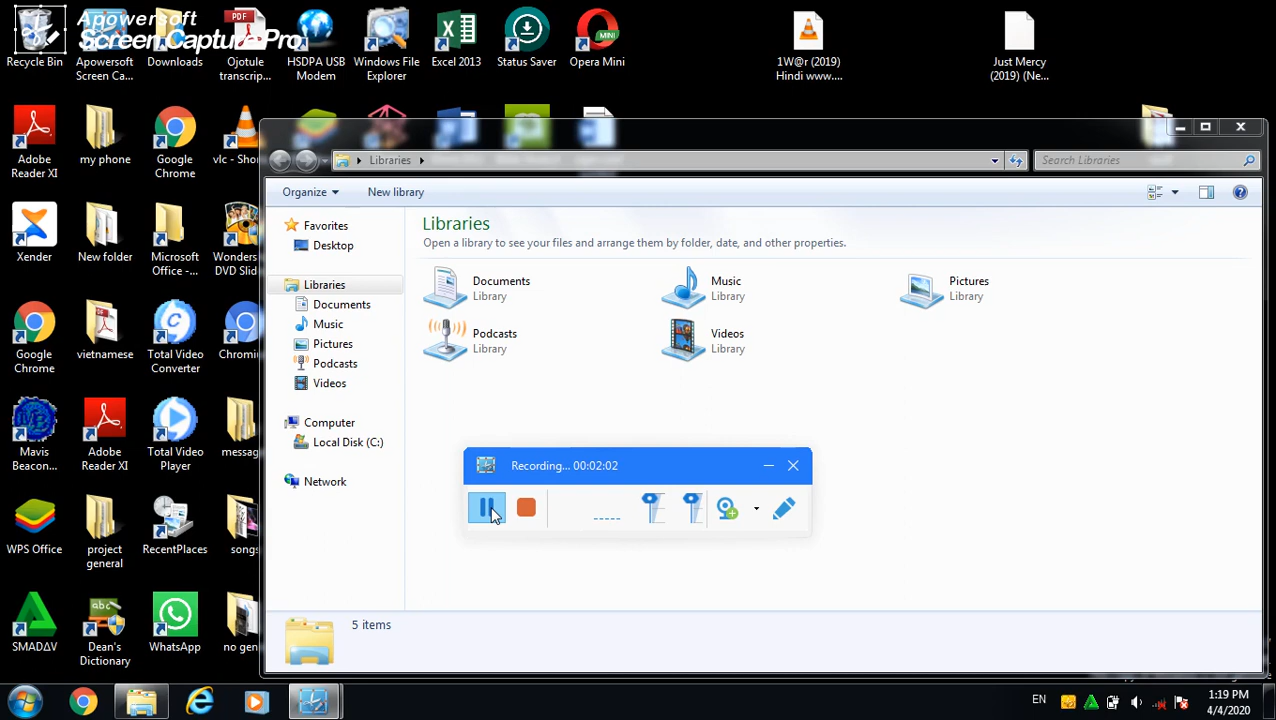 Apowersoft
Screen Capture Pro
Recycle Bin
Apowersoft
Screen Ca...
Downloads
PDF
Ojotule
transcrip...
HSDPA USB
Modem
Windows File
Explorer
Excel 2013
Status Saver
MINI
Opera Mini
1W@r (2019)
Hindi www....
Just Mercy
(2019) (Ne...
Adobe
Reader XI
my phone
Google
Chrome
vlc - Sho
Xender
New folder
Microsoft
Office -...
Wonders
DVD Slid
Google
Chrome
vietnamese
Total Video
Converter
Chromi
Mavis
Beacon...
Adobe
Reader XI
Total Video
Player
messag
WPS Office
project
general
RecentPlaces
songs
SMADΔV
abc
Dean's
Dictionary
WhatsApp
no gen
Libraries
Search Libraries
Organize
New library
Favorites
Desktop
Libraries
Documents
Music
Pictures
Podcasts
Videos
Computer
Local Disk (C:)
Network
Libraries
Open a library to see your files and arrange them by folder, date, and other properties.
Documents
Library
Music
Library
Pictures
Library
Podcasts
Library
Videos
Library
Recording... 00:02:02
5 items
EN
1:19 PM
4/4/2020